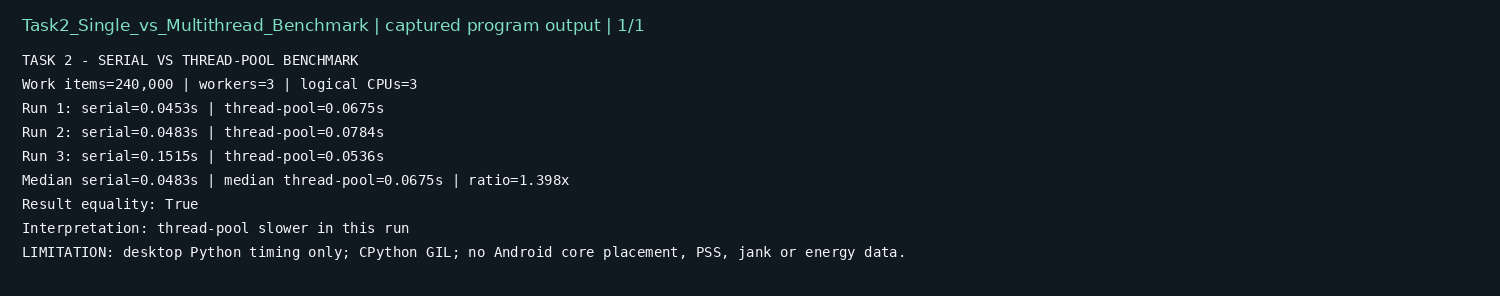 Task2_Single_vs_Multithread_Benchmark | captured program output | 1/1
TASK 2 - SERIAL VS THREAD-POOL BENCHMARK
Work items=240,000 | workers=3 | logical CPUs=3
Run 1: serial=0.0453s | thread-pool=0.0675s
Run 2: serial=0.0483s | thread-pool=0.0784s
Run 3: serial=0.1515s | thread-pool=0.0536s
Median serial=0.0483s | median thread-pool=0.0675s | ratio=1.398x
Result equality: True
Interpretation: thread-pool slower in this run
LIMITATION: desktop Python timing only; CPython GIL; no Android core placement, PSS, jank or energy data.